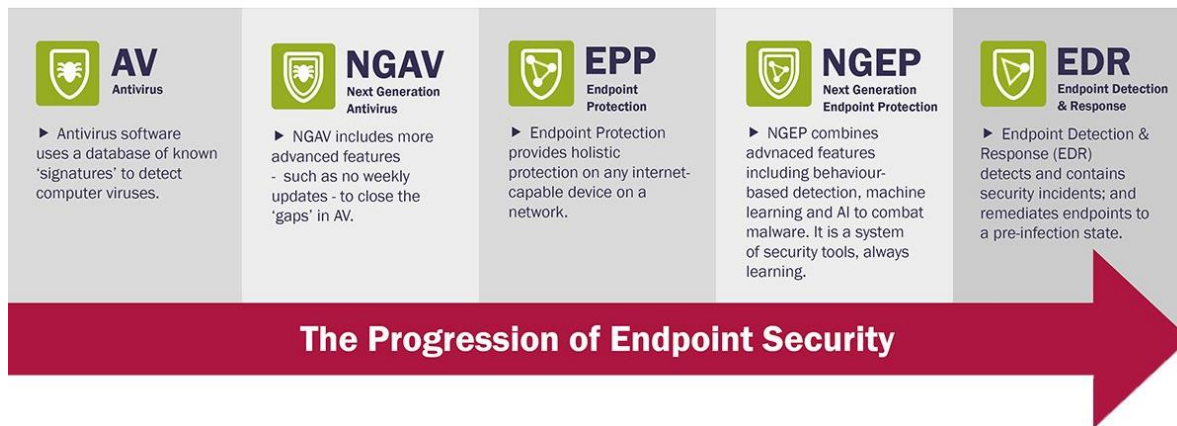 AV
Antivirus
► Antivirus software
uses a database of known
‘signatures’ to detect
computer viruses.
NGAV
Next Generation
Antivirus
► NGAV includes more
advanced features
- such as no weekly
updates - to close the
‘gaps’ in AV.
EPP
Endpoint
Protection
► Endpoint Protection
provides holistic
protection on any internet-
capable device on a
network.
NGEP
Next Generation
Endpoint Protection
► NGEP combines
advnaced features
including behaviour-
based detection, machine
learning and AI to combat
malware. It is a system
of security tools, always
learning.
EDR
Endpoint Detection
& Response
► Endpoint Detection &
Response (EDR)
detects and contains
security incidents; and
remediates endpoints to
a pre-infection state.
The Progression of Endpoint Security